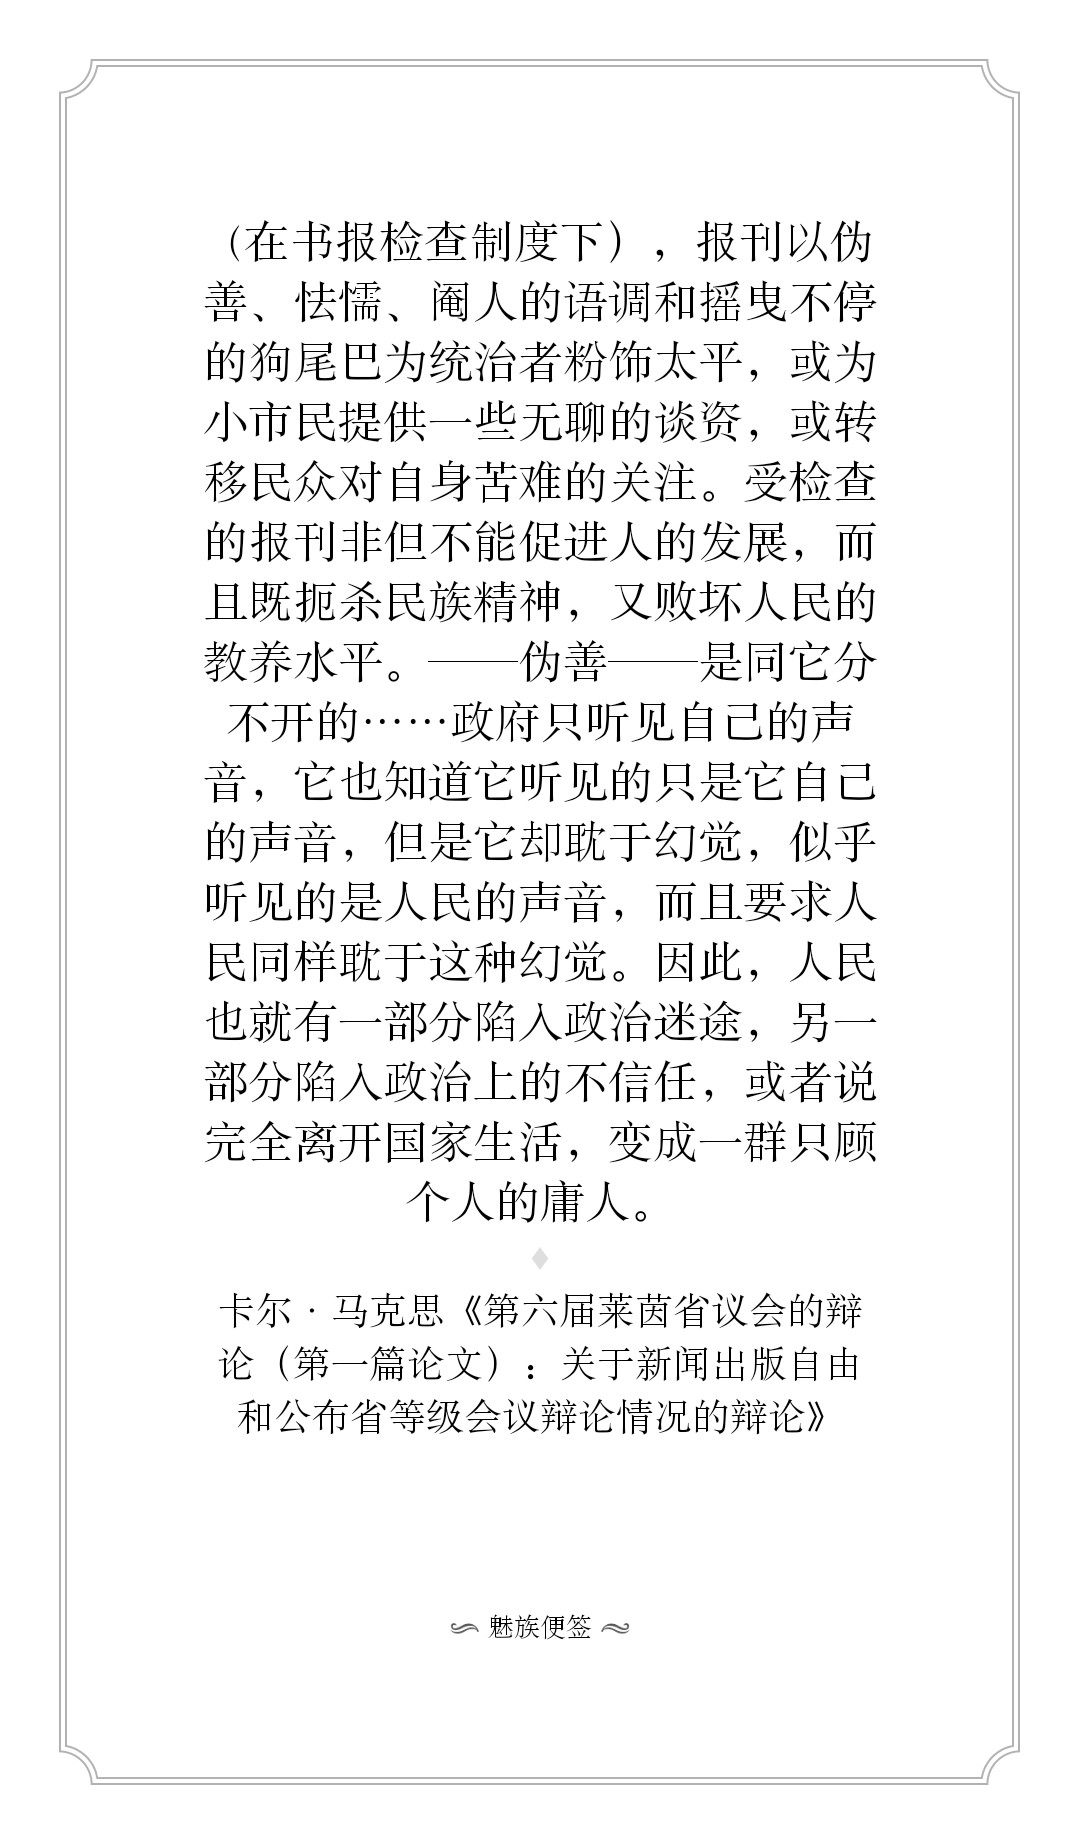 （在书报检查制度下），报刊以伪
善、怯懦、阉人的语调和摇曳不停
的狗尾巴为统治者粉饰太平，或为
小市民提供一些无聊的谈资，或转
移民众对自身苦难的关注。受检查
的报刊非但不能促进人的发展，而
且既扼杀民族精神，又败坏人民的
教养水平。——伪善——是同它分
不开的……政府只听见自己的声
音，它也知道它听见的只是它自己
的声音，但是它却耽于幻觉，似乎
听见的是人民的声音，而且要求人
民同样耽于这种幻觉。因此，人民
也就有一部分陷入政治迷途，另一
部分陷入政治上的不信任，或者说
完全离开国家生活，变成一群只顾
个人的庸人。
卡尔·马克思《第六届莱茵省议会的辩
论（第一篇论文）：关于新闻出版自由
和公布省等级会议辩论情况的辩论》
魅族便签